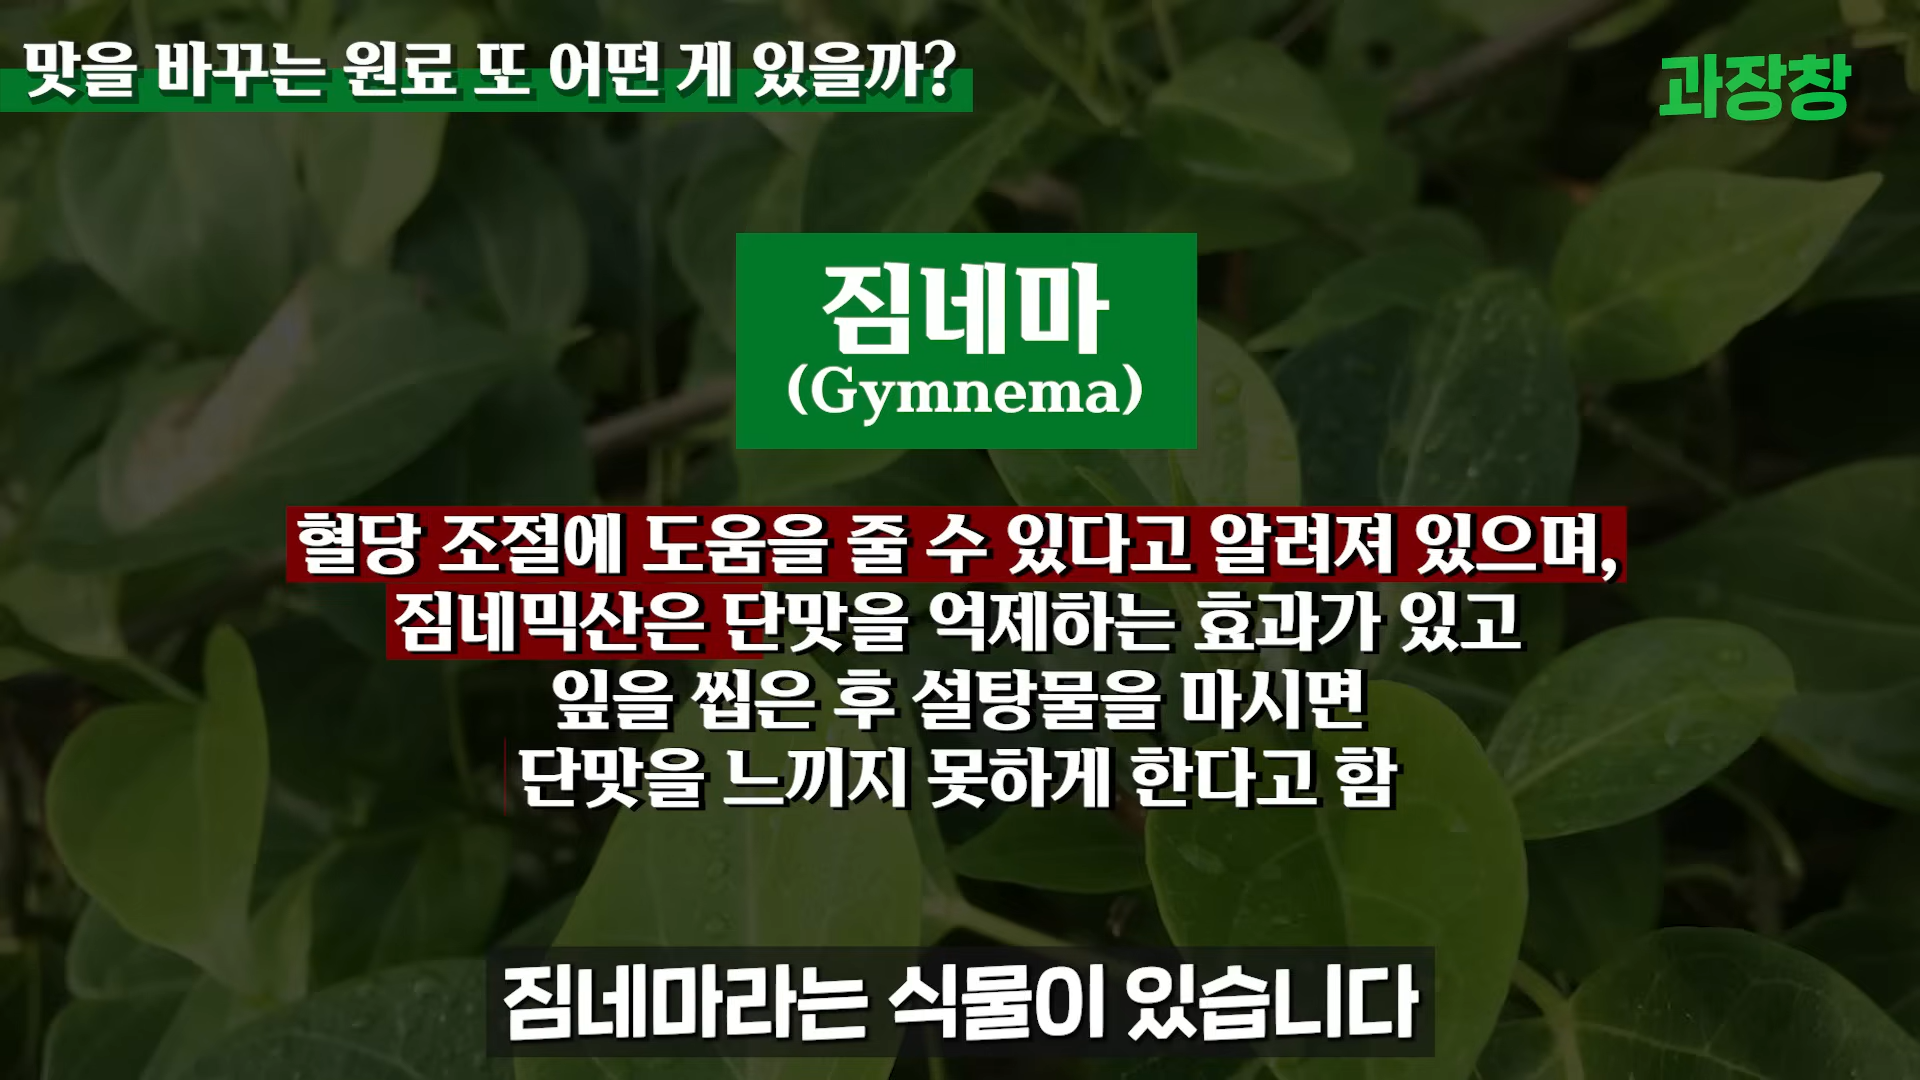 맛을 바꾸는 원료 또 어떤 게 있을까?
과장창
짐네마
(Gymnema)
혈당 조절에 도움을 줄 수 있다고 알려져 있으며,
짐네믹산은 단맛을 억제하는 효과가 있고
잎을 씹은 후 설탕물을 마시면
단맛을 느끼지 못하게 한다고 함
짐네마라는 식물이 있습니다